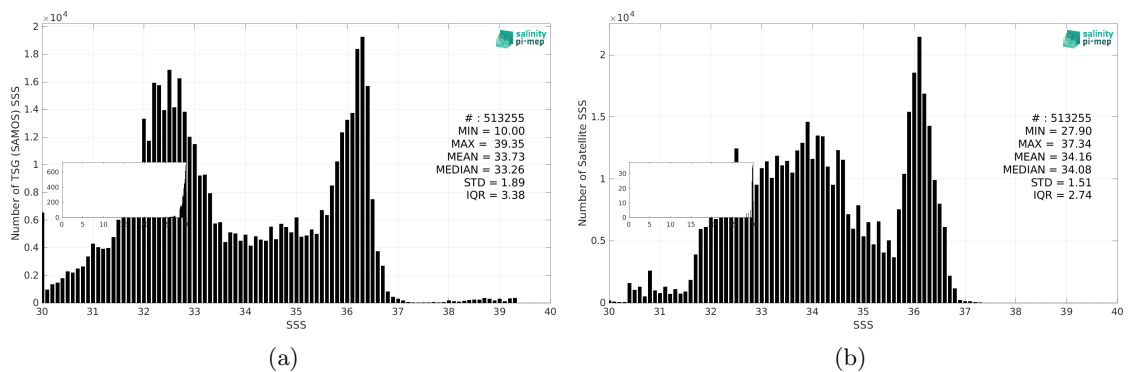 ×10⁴
2
1.8
1.6
1.4
1.2
1
0.8
0.6
0.4
0.2
0
Number of TSG (SAMOS) SSS
600
400
200
0
0 5 10 15
30 31 32 33 34 35 36 37 38 39 40
SSS
salinity
pi-mep
# : 513255
MIN = 10.00
MAX = 39.35
MEAN = 33.73
MEDIAN = 33.26
STD = 1.89
IQR = 3.38
(a)
×10⁴
2
1.5
1
0.5
0
Number of Satellite SSS
30
20
10
0
0 5 10 15
30 31 32 33 34 35 36 37 38 39 40
SSS
salinity
pi-mep
# : 513255
MIN = 27.90
MAX = 37.34
MEAN = 34.16
MEDIAN = 34.08
STD = 1.51
IQR = 2.74
(b)